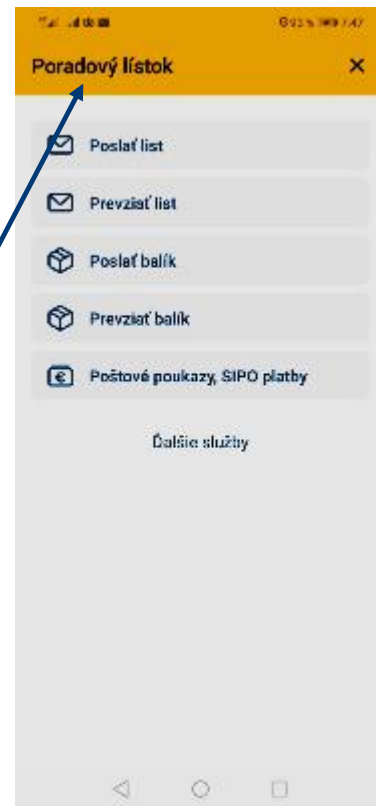 Poradový lístok
Poslať list
Prevziať list
Poslať balík
Prevziať balík
Poštové poukazy, SIPO platby
Ďalšie služby